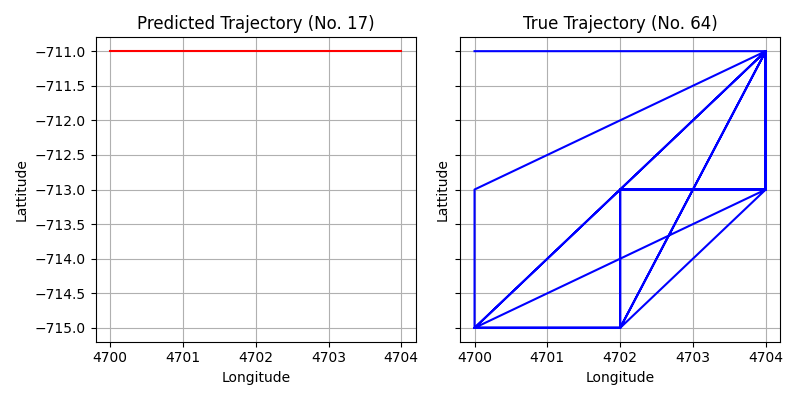 Predicted Trajectory (No. 17)
True Trajectory (No. 64)
−711.0
−711.5
−712.0
−712.5
−713.0
−713.5
−714.0
−714.5
−715.0
Lattitude
Lattitude
4700 4701 4702 4703 4704
4700 4701 4702 4703 4704
Longitude
Longitude